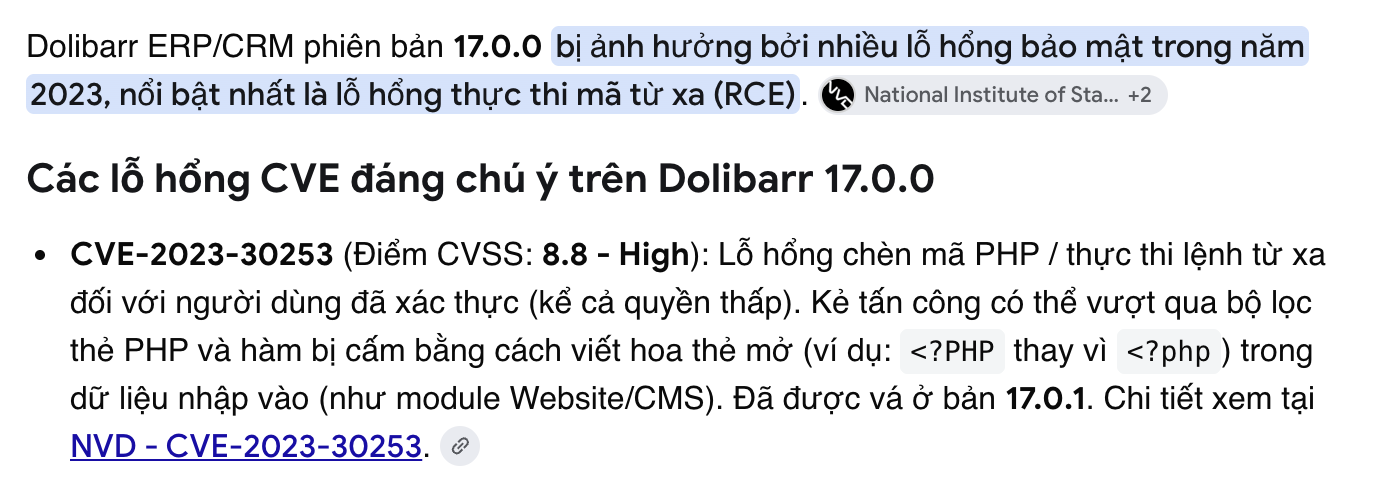 Dolibarr ERP/CRM phiên bản 17.0.0 bị ảnh hưởng bởi nhiều lỗ hổng bảo mật trong năm
2023, nổi bật nhất là lỗ hổng thực thi mã từ xa (RCE). National Institute of Sta... +2
Các lỗ hổng CVE đáng chú ý trên Dolibarr 17.0.0
• CVE-2023-30253 (Điểm CVSS: 8.8 - High): Lỗ hổng chèn mã PHP / thực thi lệnh từ xa
đối với người dùng đã xác thực (kể cả quyền thấp). Kẻ tấn công có thể vượt qua bộ lọc
thẻ PHP và hàm bị cấm bằng cách viết hoa thẻ mở (ví dụ: <?PHP thay vì <?php) trong
dữ liệu nhập vào (như module Website/CMS). Đã được vá ở bản 17.0.1. Chi tiết xem tại
NVD - CVE-2023-30253.